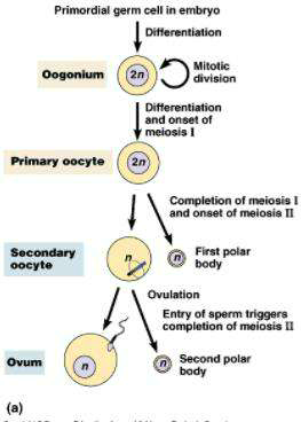 Primordial germ cell in embryo
Differentiation
Oogonium
2n
Mitotic
division
Differentiation
and onset of
meiosis I
Primary oocyte
2n
Completion of meiosis I
and onset of meiosis II
Secondary
oocyte
n
n
First polar
body
Ovulation
Entry of sperm triggers
completion of meiosis II
Ovum
n
n
Second polar
body
(a)